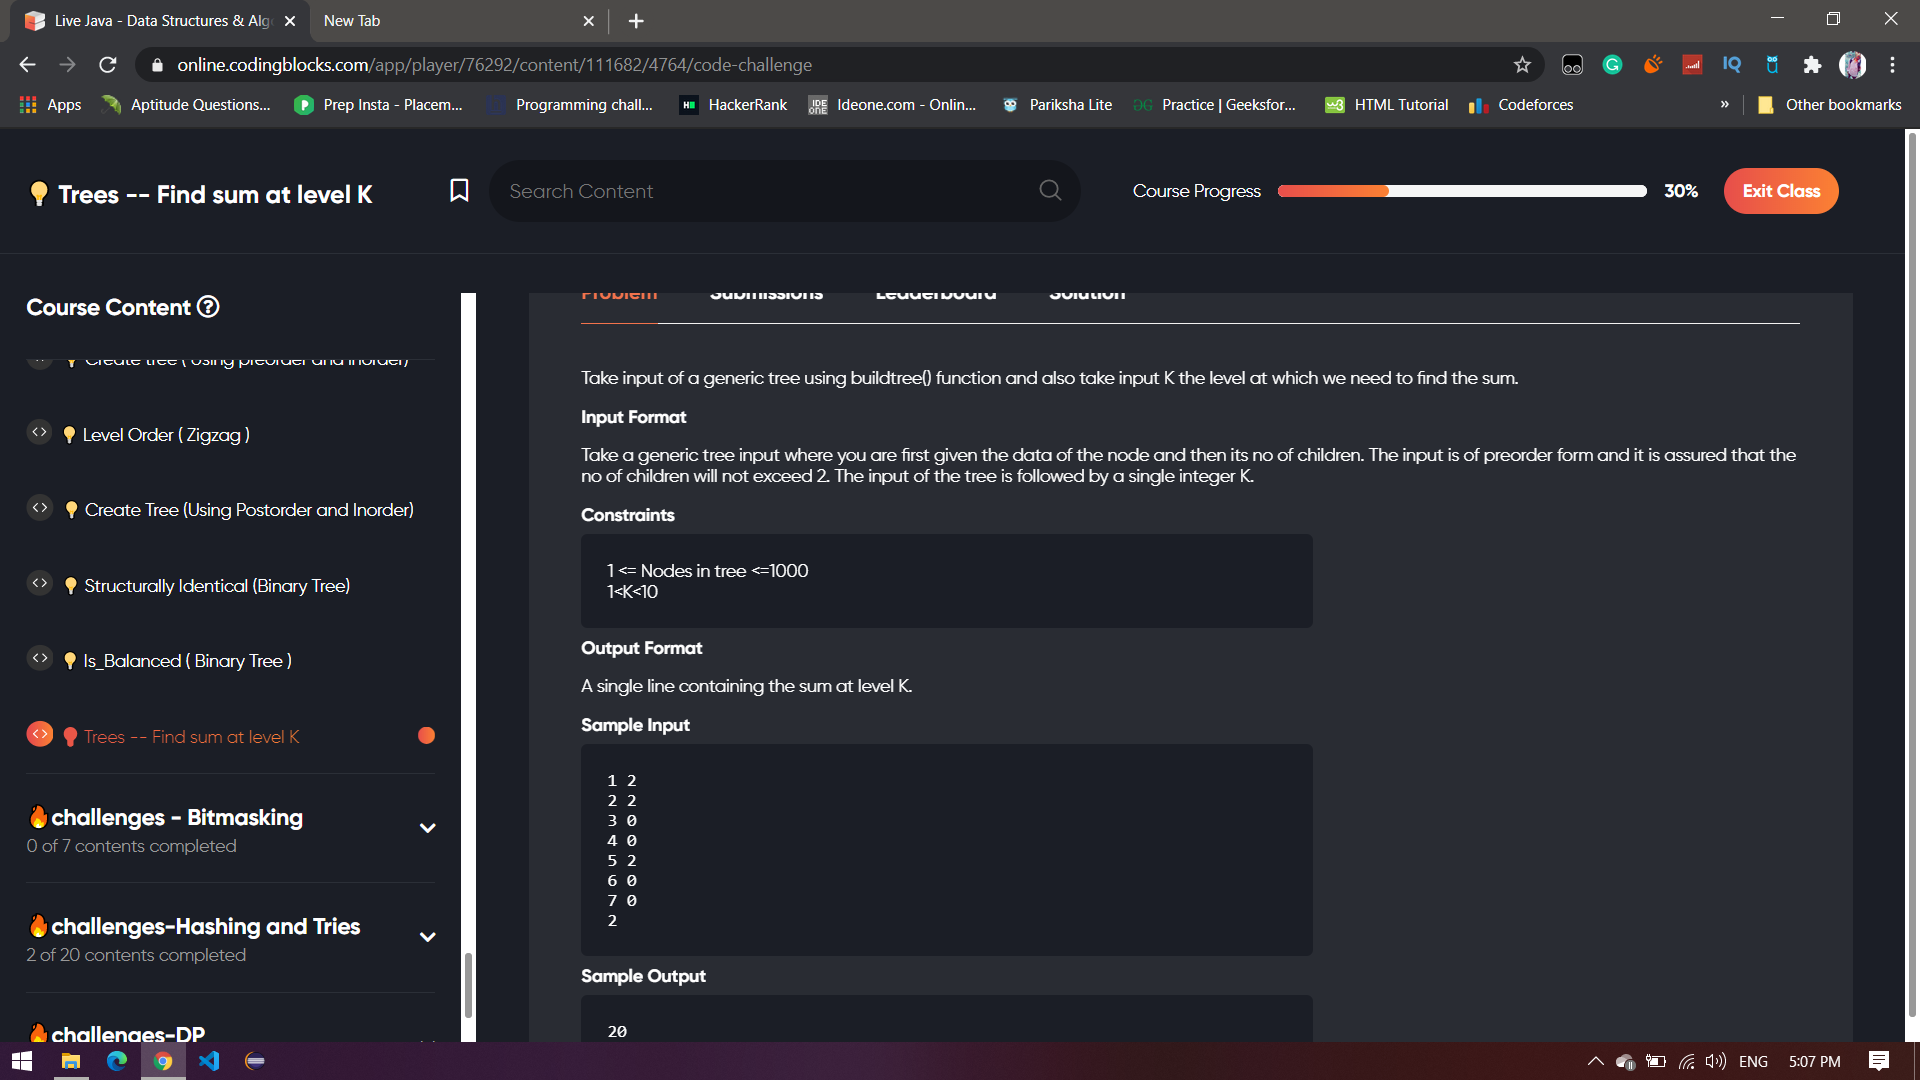 Live Java - Data Structures & Alg
New Tab
online.codingblocks.com/app/player/76292/content/111682/4764/code-challenge
Apps
Aptitude Questions...
Prep Insta - Placem...
Programming chall...
HackerRank
Ideone.com - Onlin...
Pariksha Lite
Practice | Geeksfor...
HTML Tutorial
Codeforces
»
Other bookmarks
Trees -- Find sum at level K
Search Content
Course Progress
30%
Exit Class
Course Content
Create tree ( Using preorder and inorder)
Level Order ( Zigzag )
Create Tree (Using Postorder and Inorder)
Structurally Identical (Binary Tree)
Is_Balanced ( Binary Tree )
Trees -- Find sum at level K
challenges - Bitmasking
0 of 7 contents completed
challenges-Hashing and Tries
2 of 20 contents completed
challenges-DP
Problem
Submissions
Leaderboard
Solution
Take input of a generic tree using buildtree() function and also take input K the level at which we need to find the sum.
Input Format
Take a generic tree input where you are first given the data of the node and then its no of children. The input is of preorder form and it is assured that the
no of children will not exceed 2. The input of the tree is followed by a single integer K.
Constraints
1 <= Nodes in tree <=1000
1<K<10
Output Format
A single line containing the sum at level K.
Sample Input
1 2
2 2
3 0
4 0
5 2
6 0
7 0
2
Sample Output
20
ENG
5:07 PM